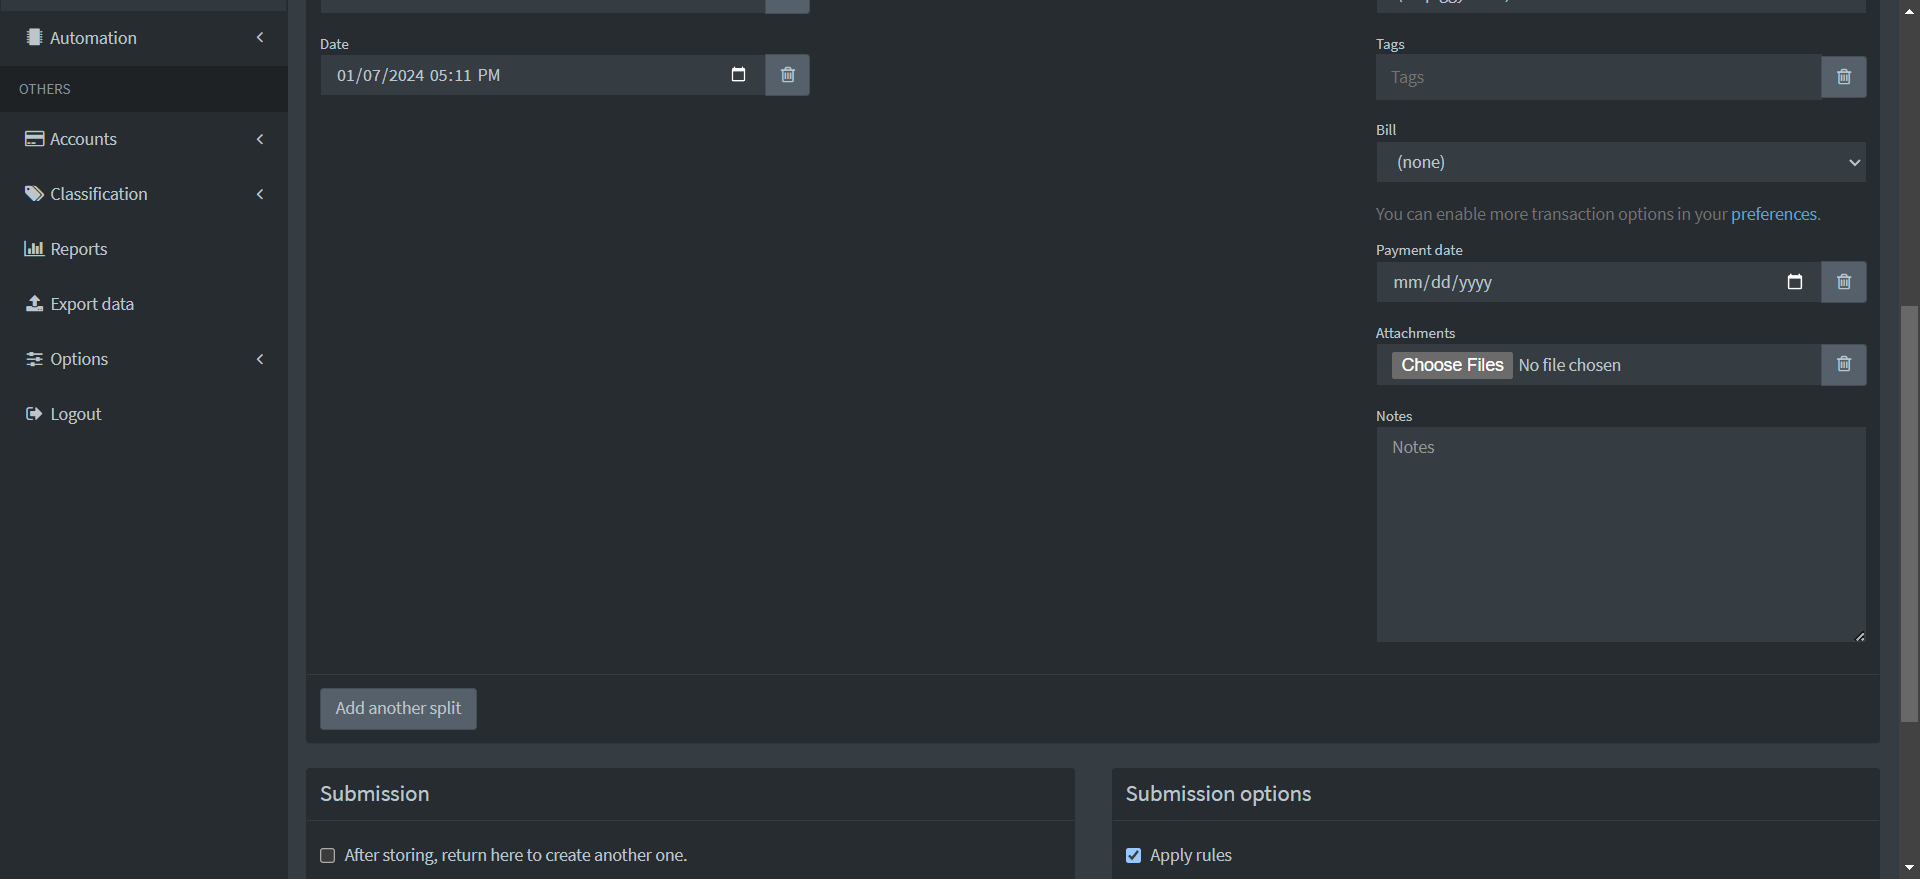 Automation
OTHERS
Accounts
Classification
Reports
Export data
Options
Logout
Date
01/07/2024 05:11 PM
Tags
Tags
Bill
(none)
You can enable more transaction options in your preferences.
Payment date
mm/dd/yyyy
Attachments
Choose Files No file chosen
Notes
Notes
Add another split
Submission
After storing, return here to create another one.
Submission options
Apply rules